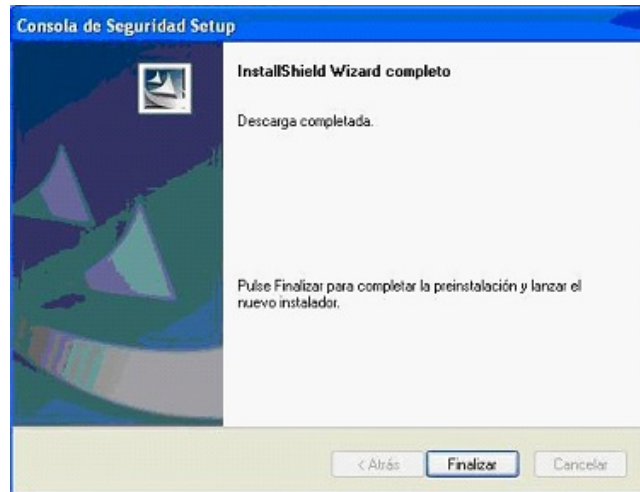 Consola de Seguridad Setup
InstallShield Wizard completo
Descarga completada.
Pulse Finalizar para completar la preinstalación y lanzar el
nuevo instalador.
< Atrás
Finalizar
Cancelar